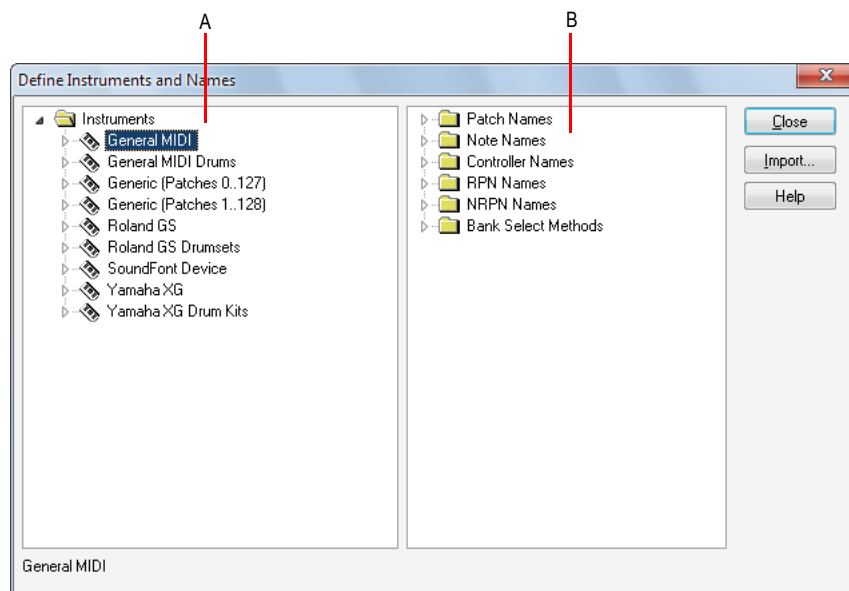 A
B
Define Instruments and Names
Instruments
General MIDI
General MIDI Drums
Generic (Patches 0..127)
Generic (Patches 1..128)
Roland GS
Roland GS Drumsets
SoundFont Device
Yamaha XG
Yamaha XG Drum Kits
Patch Names
Note Names
Controller Names
RPN Names
NRPN Names
Bank Select Methods
Close
Import...
Help
General MIDI